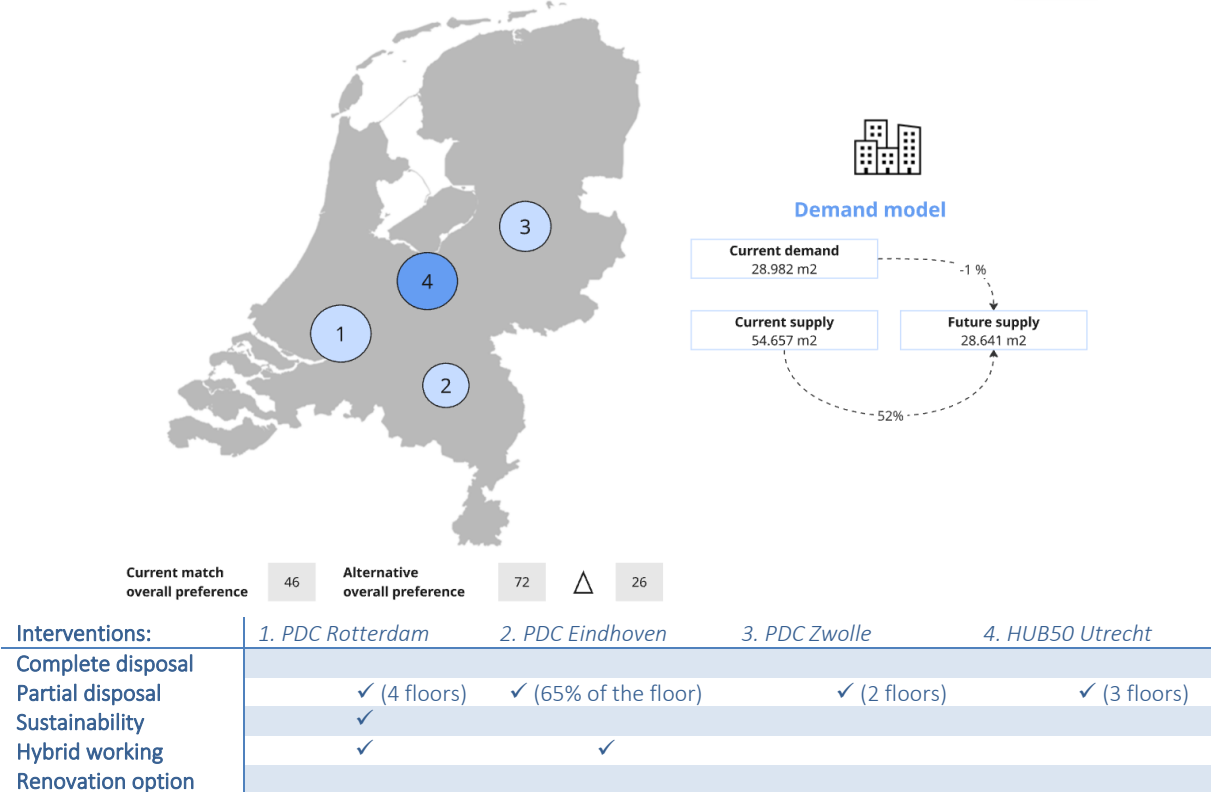 3
4
1
2
Demand model
Current demand
28.982 m2
-1 %
Current supply
54.657 m2
Future supply
28.641 m2
52%
Current match
overall preference
46
Alternative
overall preference
72
△
26
Interventions: 1. PDC Rotterdam 2. PDC Eindhoven 3. PDC Zwolle 4. HUB50 Utrecht
Complete disposal
Partial disposal ✓ (4 floors) ✓ (65% of the floor) ✓ (2 floors) ✓ (3 floors)
Sustainability ✓
Hybrid working ✓ ✓
Renovation option